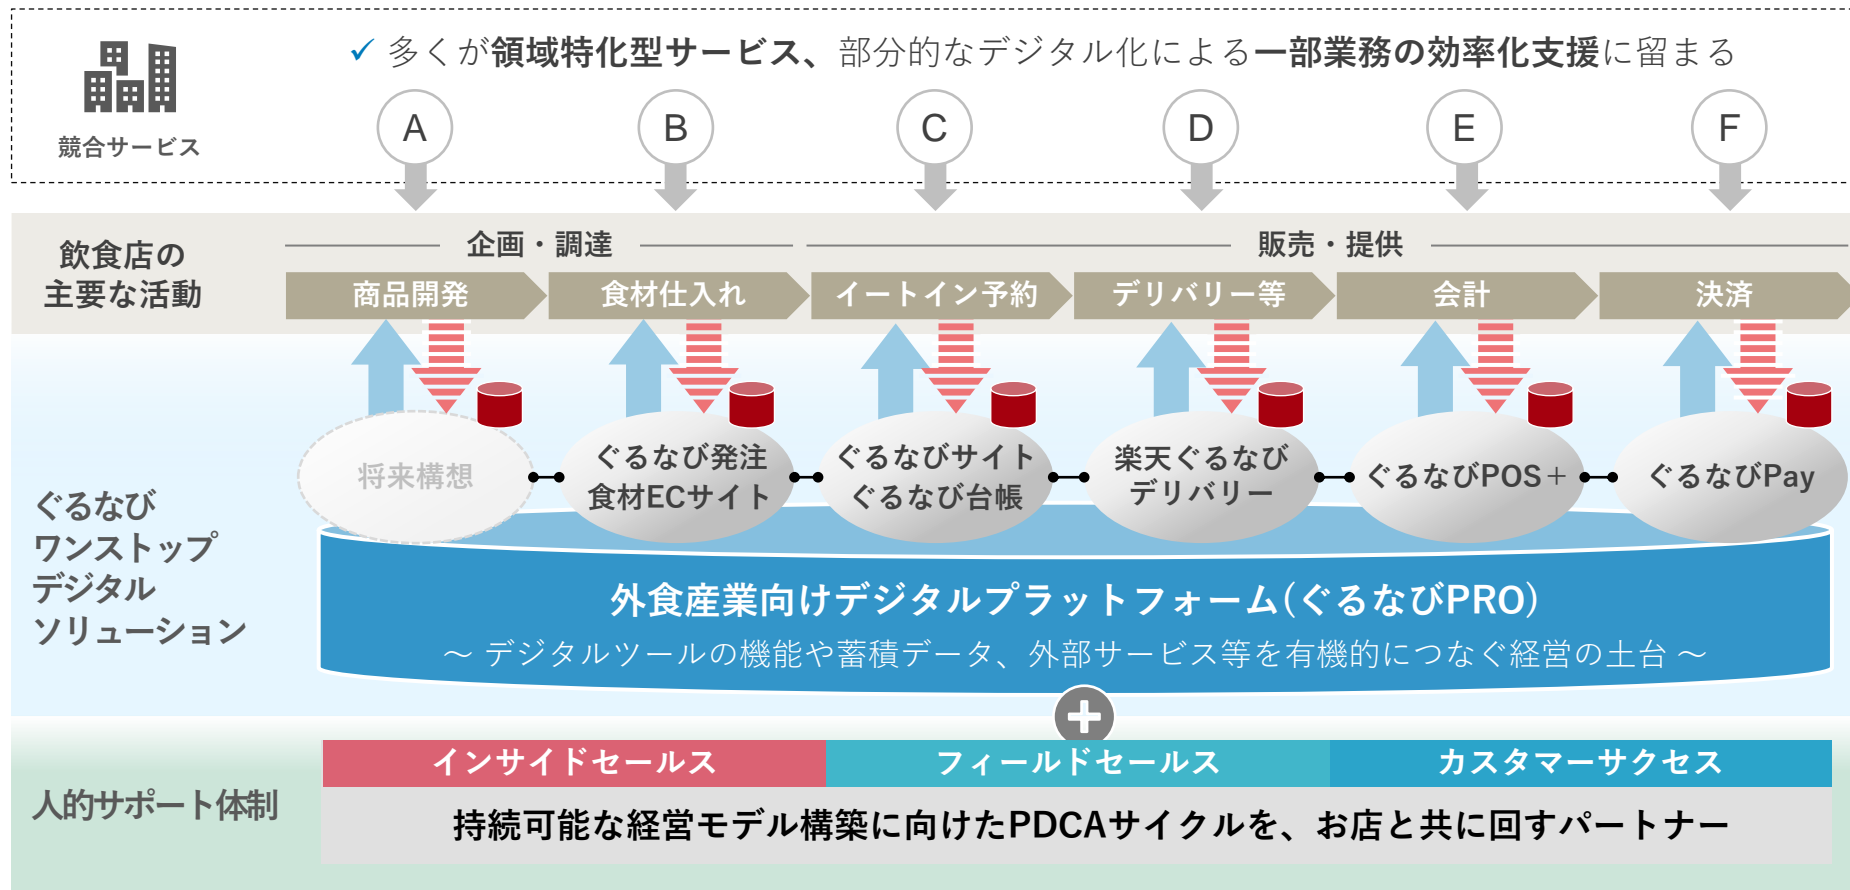 ✓ 多くが領域特化型サービス、部分的なデジタル化による一部業務の効率化支援に留まる
競合サービス
A
B
C
D
E
F
飲食店の
主要な活動
企画・調達
販売・提供
商品開発
食材仕入れ
イートイン予約
デリバリー等
会計
決済
ぐるなび
ワンストップ
デジタル
ソリューション
将来構想
ぐるなび発注
食材ECサイト
ぐるなびサイト
ぐるなび台帳
楽天ぐるなび
デリバリー
ぐるなびPOS＋
ぐるなびPay
外食産業向けデジタルプラットフォーム(ぐるなびPRO)
～ デジタルツールの機能や蓄積データ、外部サービス等を有機的につなぐ経営の土台 ～
人的サポート体制
インサイドセールス
フィールドセールス
カスタマーサクセス
持続可能な経営モデル構築に向けたPDCAサイクルを、お店と共に回すパートナー